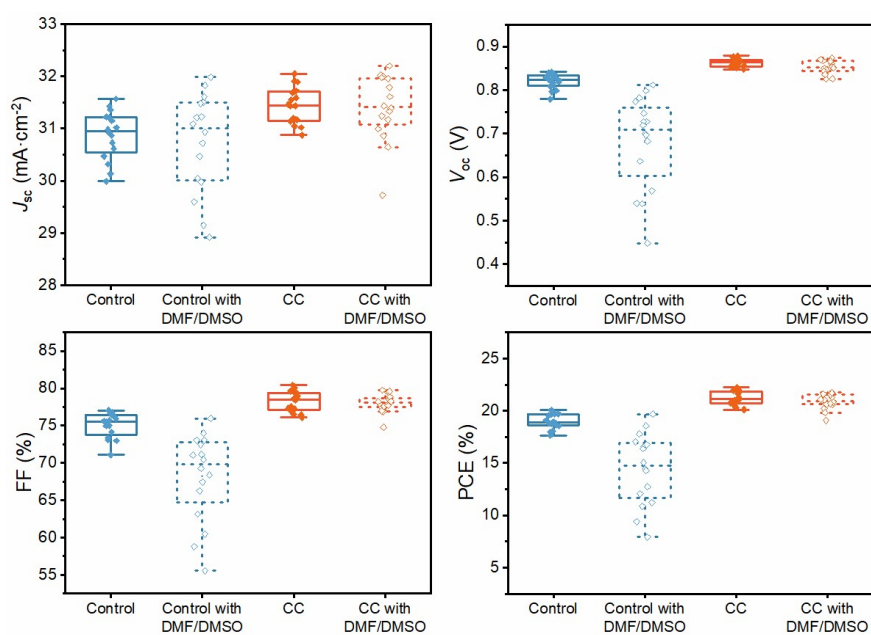 33
32
31
30
29
28
Jsc (mA·cm⁻²)
Control
Control with
DMF/DMSO
CC
CC with
DMF/DMSO
0.9
0.8
0.7
0.6
0.5
0.4
Voc (V)
Control
Control with
DMF/DMSO
CC
CC with
DMF/DMSO
85
80
75
70
65
60
55
FF (%)
Control
Control with
DMF/DMSO
CC
CC with
DMF/DMSO
25
20
15
10
5
PCE (%)
Control
Control with
DMF/DMSO
CC
CC with
DMF/DMSO